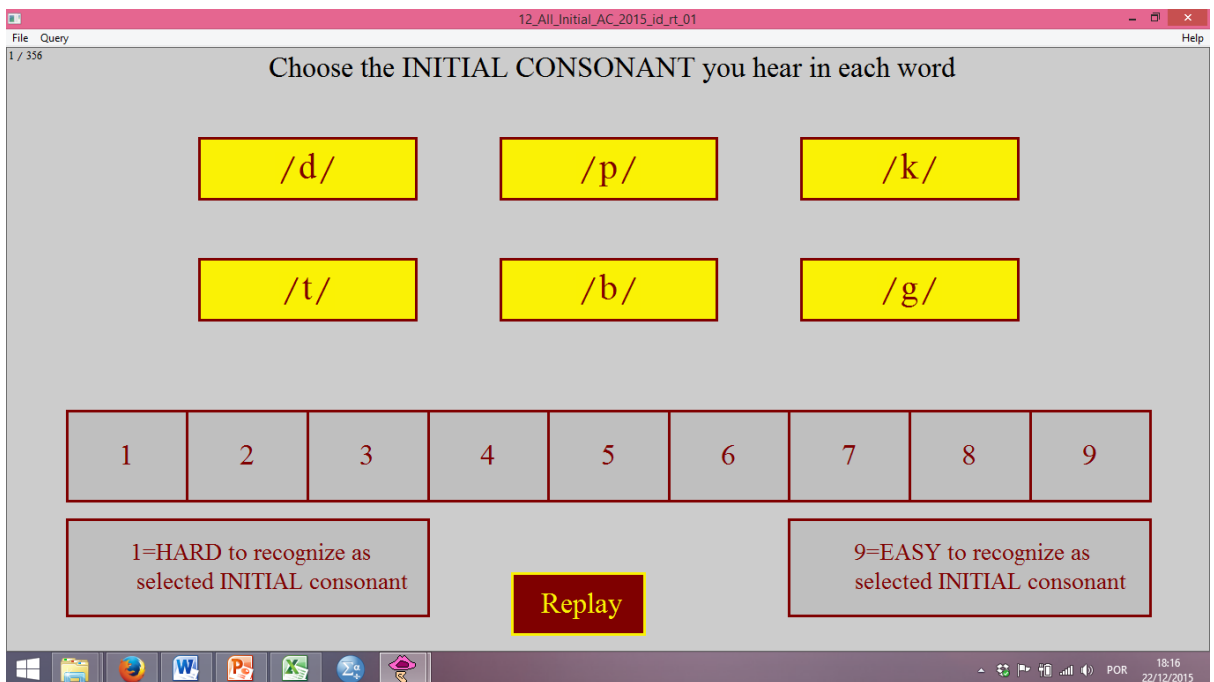 12_All_Initial_AC_2015_id_rt_01
File Query Help
1 / 356
Choose the INITIAL CONSONANT you hear in each word
/d/ /p/ /k/
/t/ /b/ /g/
1 2 3 4 5 6 7 8 9
1=HARD to recognize as
selected INITIAL consonant
9=EASY to recognize as
selected INITIAL consonant
Replay
POR 18:16
22/12/2015